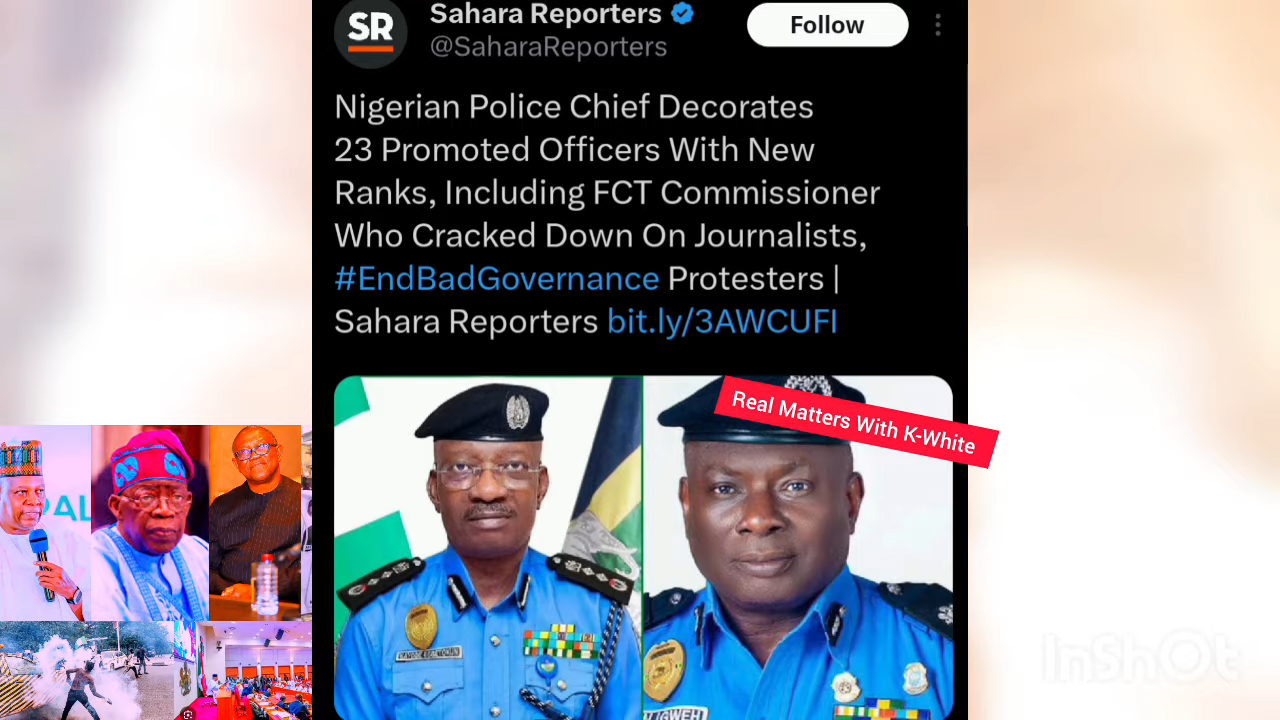 SR
Sahara Reporters
@SaharaReporters
Follow
Nigerian Police Chief Decorates
23 Promoted Officers With New
Ranks, Including FCT Commissioner
Who Cracked Down On Journalists,
#EndBadGovernance Protesters |
Sahara Reporters bit.ly/3AWCUFI
Real Matters With K-White
InShOt